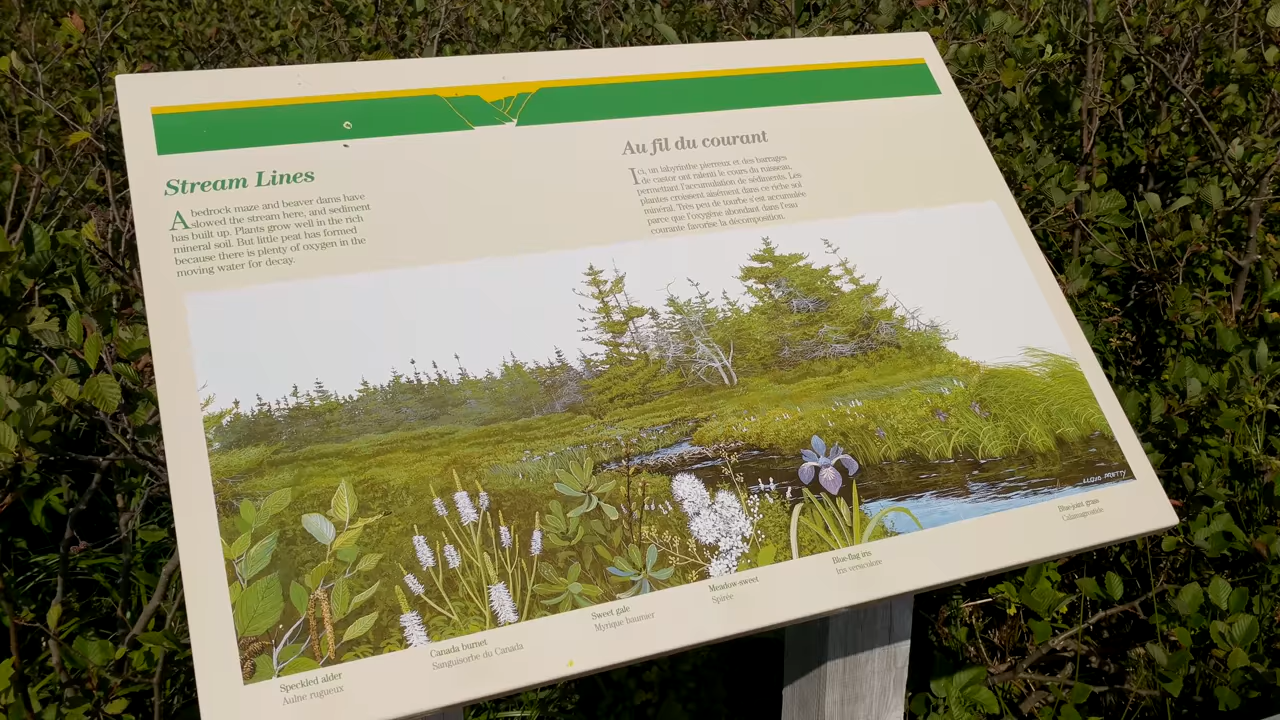 Stream Lines
A bedrock maze and beaver dams have
slowed the stream here, and sediment
has built up. Plants grow well in the rich
mineral soil. But little peat has formed
because there is plenty of oxygen in the
moving water for decay.
Au fil du courant
Ici, un labyrinthe pierreux et des barrages
de castor ont ralenti le cours du ruisseau,
permettant l'accumulation de sédiments. Les
plantes croissent aisément dans ce riche sol
minéral. Très peu de tourbe s'est accumulée
parce que l'oxygène abondant dans l'eau
courante favorise la décomposition.
LLOYD PRETTY
Speckled alder
Aulne rugueux
Canada burnet
Sanguisorbe du Canada
Sweet gale
Myrique baumier
Meadow-sweet
Spirée
Blue-flag iris
Iris versicolore
Blue-joint grass
Calamagrostide